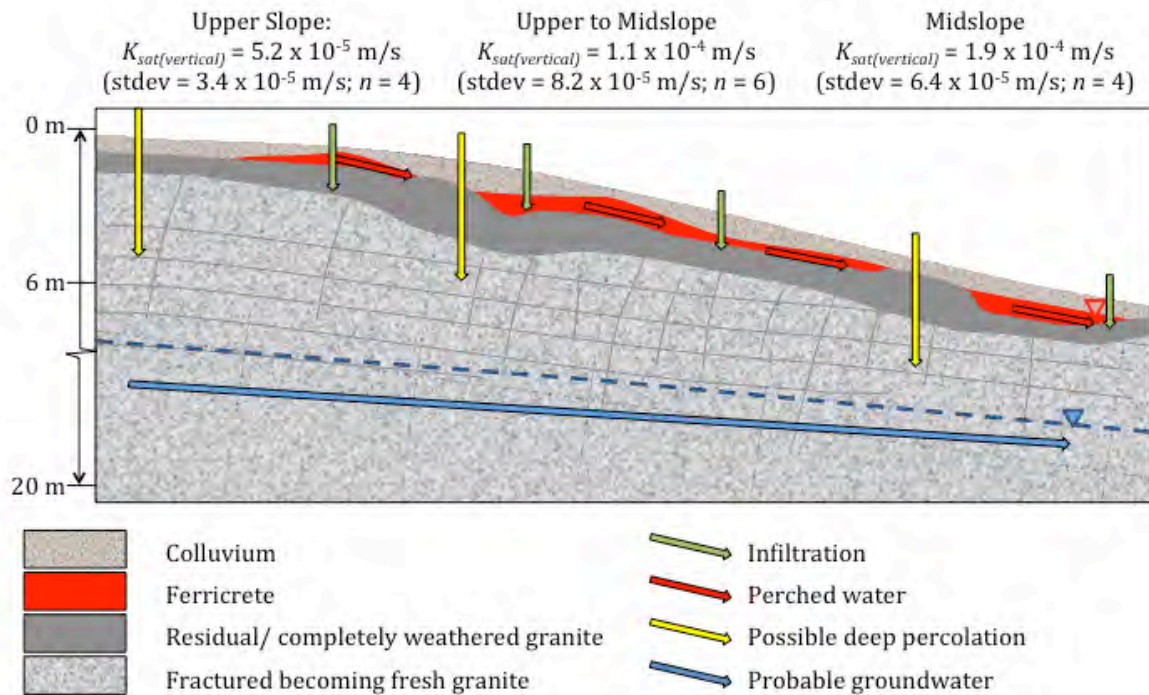 Upper Slope:
K_sat(vertical) = 5.2 x 10⁻⁵ m/s
(stdev = 3.4 x 10⁻⁵ m/s; n = 4)
Upper to Midslope
K_sat(vertical) = 1.1 x 10⁻⁴ m/s
(stdev = 8.2 x 10⁻⁵ m/s; n = 6)
Midslope
K_sat(vertical) = 1.9 x 10⁻⁴ m/s
(stdev = 6.4 x 10⁻⁵ m/s; n = 4)
0 m
6 m
20 m
Colluvium
Ferricrete
Residual/ completely weathered granite
Fractured becoming fresh granite
Infiltration
Perched water
Possible deep percolation
Probable groundwater